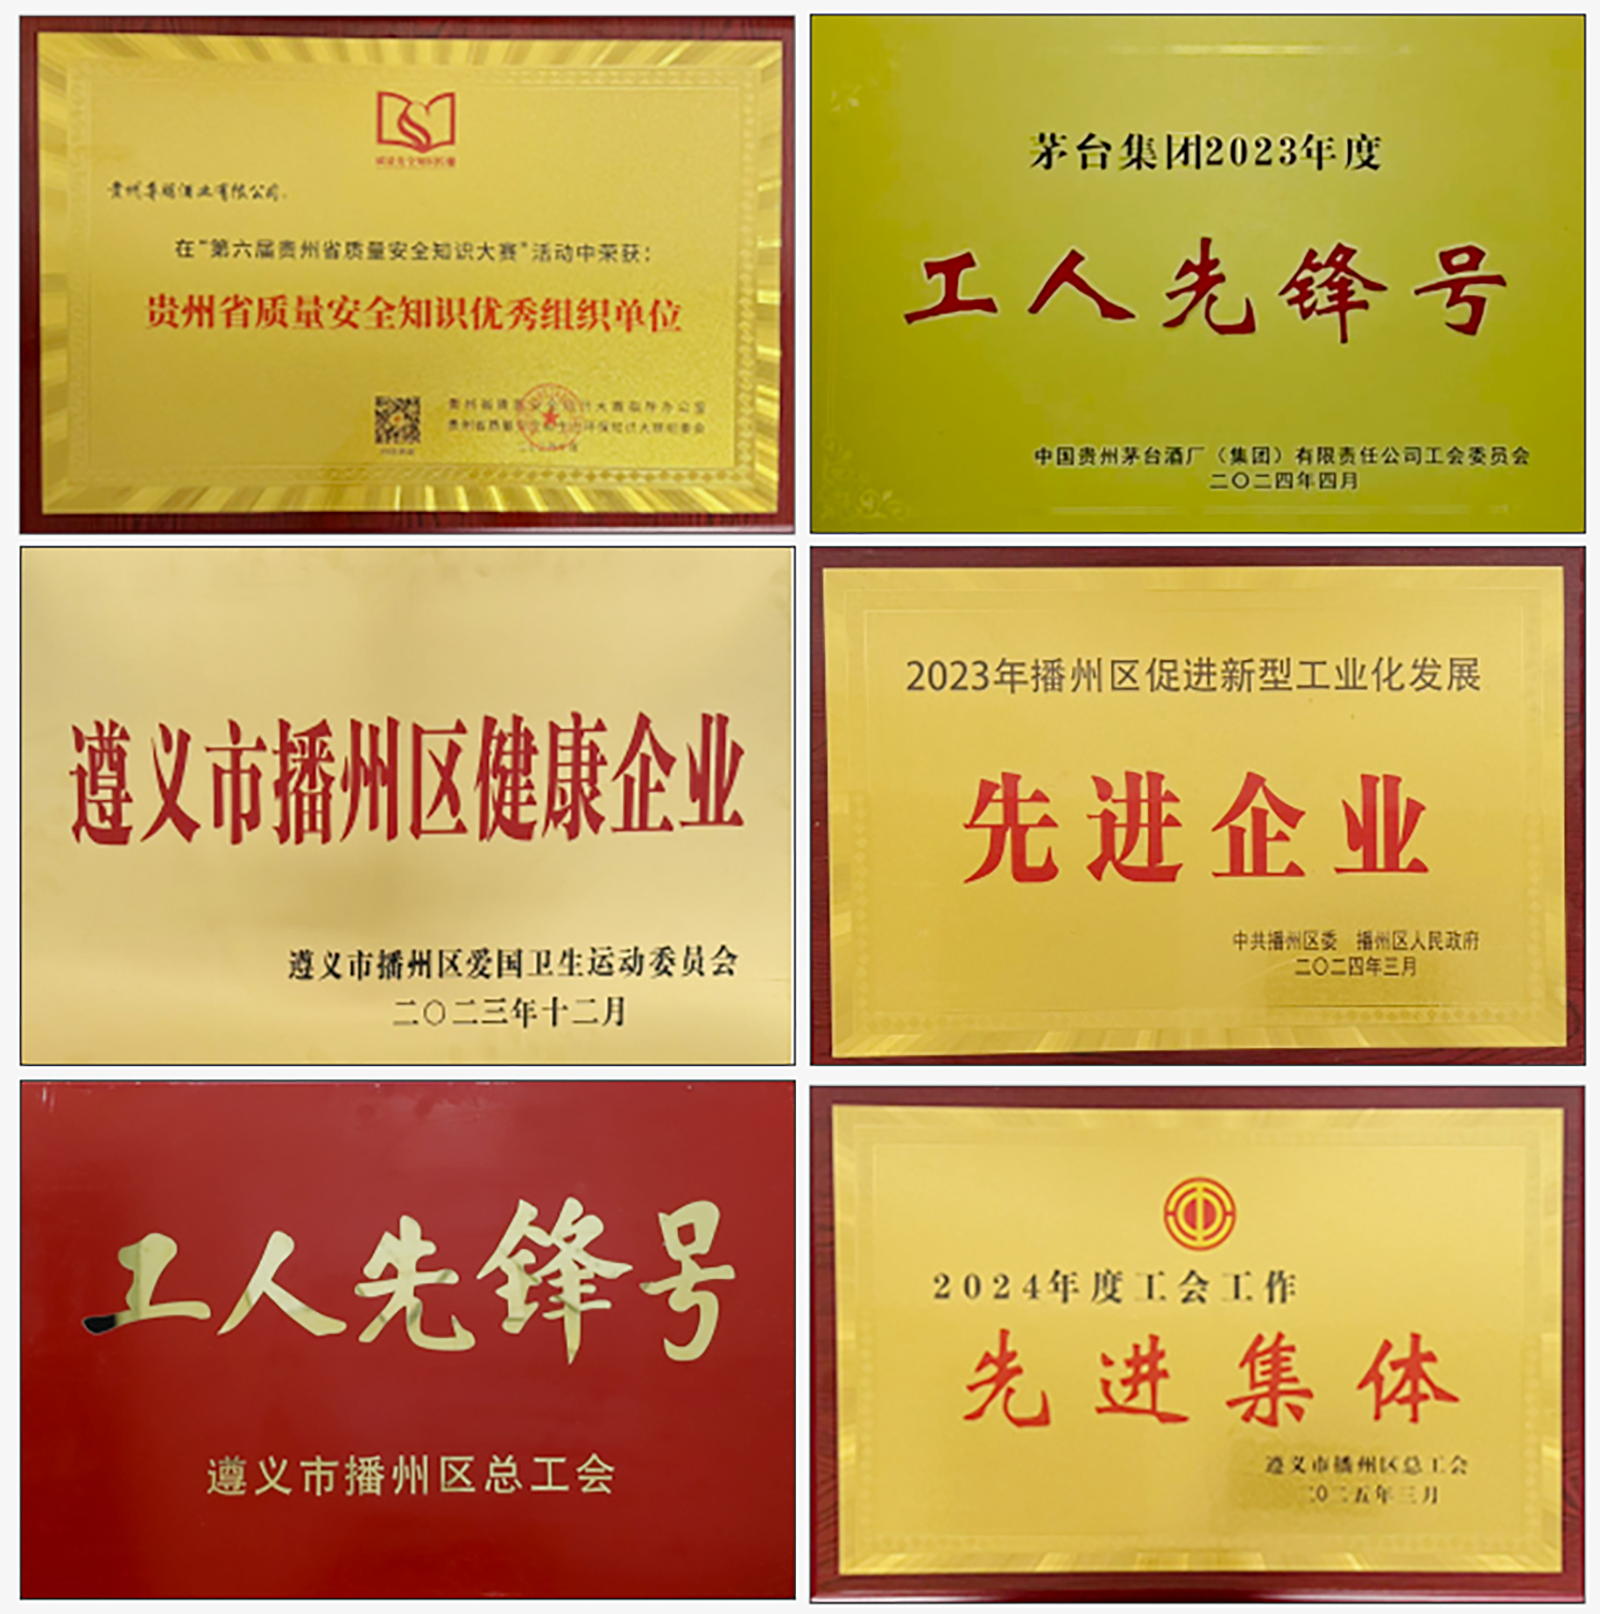 在“第六届贵州省质量安全知识大赛”活动中荣获：
贵州省质量安全知识优秀组织单位
茅台集团2023年度
工人先锋号
中国贵州茅台酒厂（集团）有限责任公司工会委员会
二〇二四年四月
遵义市播州区健康企业
遵义市播州区爱国卫生运动委员会
二〇二三年十二月
2023年播州区促进新型工业化发展
先进企业
中共播州区委 播州区人民政府
二〇二四年三月
工人先锋号
遵义市播州区总工会
2024年度工会工作
先进集体
遵义市播州区总工会
二〇二五年三月